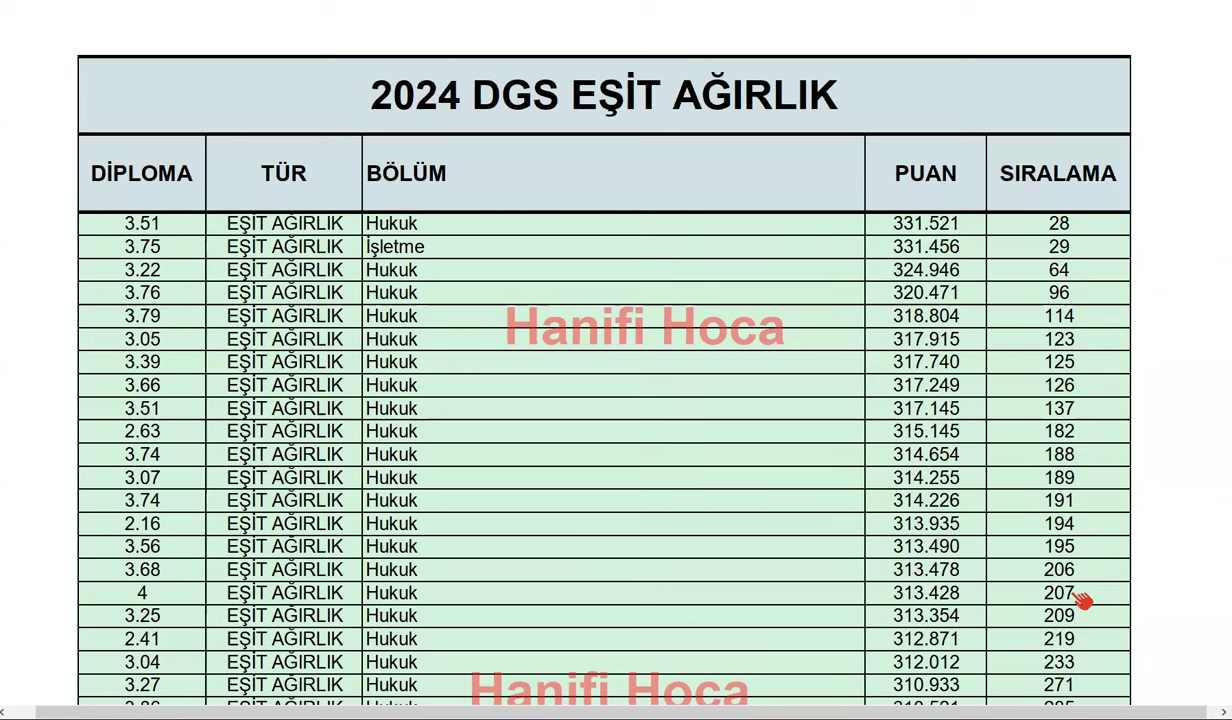 2024 DGS EŞİT AĞIRLIK
DİPLOMA TÜR BÖLÜM PUAN SIRALAMA
3.51 EŞİT AĞIRLIK Hukuk 331.521 28
3.75 EŞİT AĞIRLIK İşletme 331.456 29
3.22 EŞİT AĞIRLIK Hukuk 324.946 64
3.76 EŞİT AĞIRLIK Hukuk 320.471 96
3.79 EŞİT AĞIRLIK Hukuk 318.804 114
Hanifi Hoca
3.05 EŞİT AĞIRLIK Hukuk 317.915 123
3.39 EŞİT AĞIRLIK Hukuk 317.740 125
3.66 EŞİT AĞIRLIK Hukuk 317.249 126
3.51 EŞİT AĞIRLIK Hukuk 317.145 137
2.63 EŞİT AĞIRLIK Hukuk 315.145 182
3.74 EŞİT AĞIRLIK Hukuk 314.654 188
3.07 EŞİT AĞIRLIK Hukuk 314.255 189
3.74 EŞİT AĞIRLIK Hukuk 314.226 191
2.16 EŞİT AĞIRLIK Hukuk 313.935 194
3.56 EŞİT AĞIRLIK Hukuk 313.490 195
3.68 EŞİT AĞIRLIK Hukuk 313.478 206
4 EŞİT AĞIRLIK Hukuk 313.428 207
3.25 EŞİT AĞIRLIK Hukuk 313.354 209
2.41 EŞİT AĞIRLIK Hukuk 312.871 219
3.04 EŞİT AĞIRLIK Hukuk 312.012 233
3.27 EŞİT AĞIRLIK Hukuk 310.933 271
Hanifi Hoca